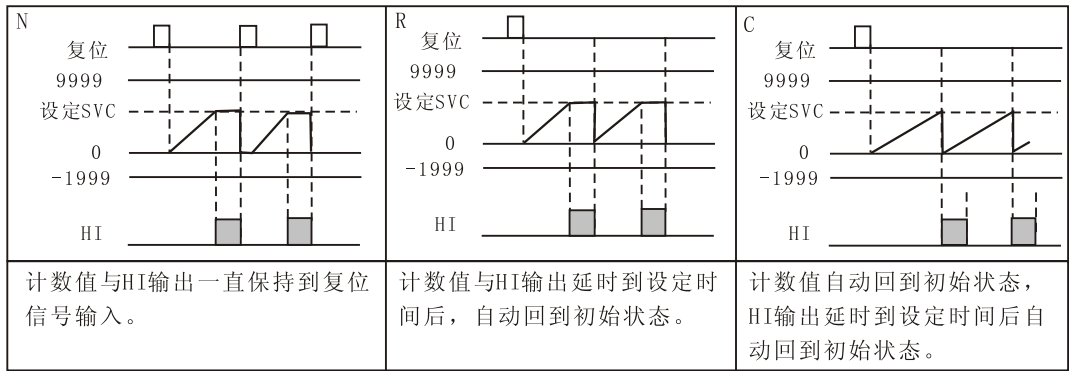 N
复位
9999
设定SVC
0
-1999
HI
计数值与HI输出一直保持到复位
信号输入。
R
复位
9999
设定SVC
0
-1999
HI
计数值与HI输出延时到设定时
间后，自动回到初始状态。
C
复位
9999
设定SVC
0
-1999
HI
计数值自动回到初始状态，
HI输出延时到设定时间后自
动回到初始状态。